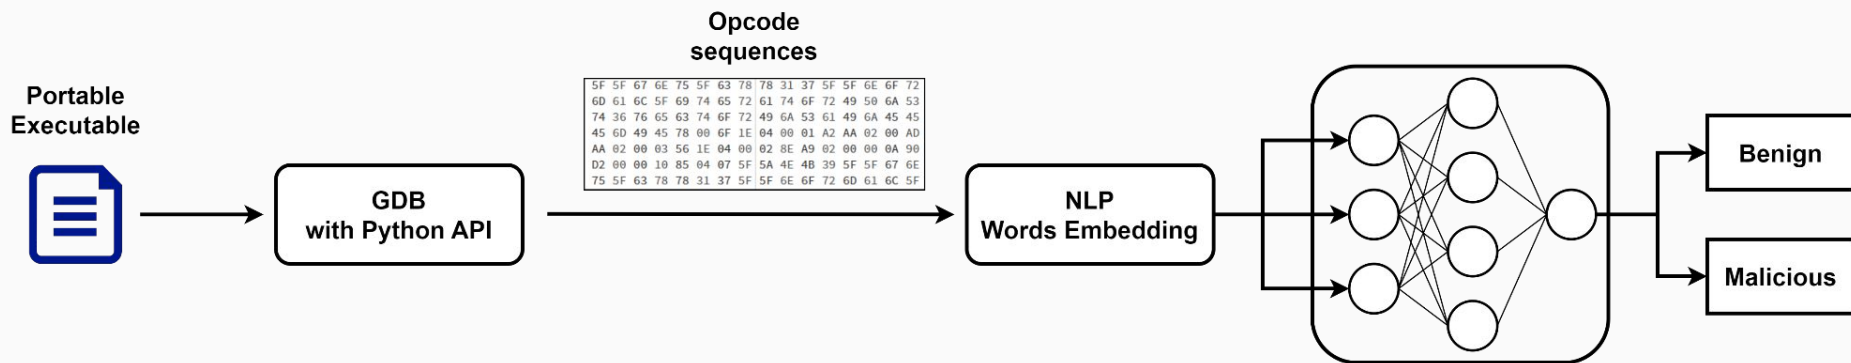 Portable
Executable
GDB
with Python API
Opcode
sequences
5F 5F 67 6E 75 5F 63 78 78 31 37 5F 5F 6E 6F 72
6D 61 6C 5F 69 74 65 72 61 74 6F 72 49 50 6A 53
74 36 76 65 63 74 6F 72 49 6A 53 61 49 6A 45 45
45 6D 49 45 78 00 6F 1E 04 00 01 A2 AA 02 00 AD
AA 02 00 03 56 1E 04 00 02 8E A9 02 00 00 0A 90
D2 00 00 10 85 04 07 5F 5A 4E 4B 39 5F 5F 67 6E
75 5F 63 78 78 31 37 5F 5F 6E 6F 72 6D 61 6C 5F
NLP
Words Embedding
Benign
Malicious